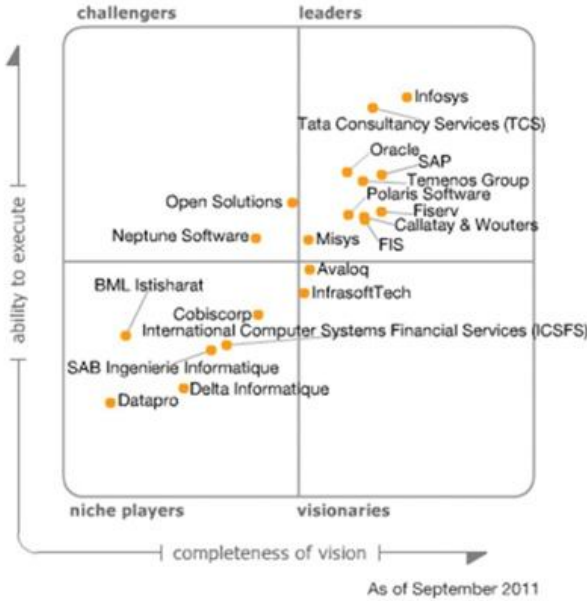 challengers
leaders
Infosys
Tata Consultancy Services (TCS)
Oracle
SAP
Temenos Group
Polaris Software
Open Solutions
Fiserv
Callatay & Wouters
Neptune Software
Misys
FIS
Avaloq
BML Istisharat
InfrasoftTech
Cobiscorp
International Computer Systems Financial Services (ICSFS)
SAB Ingenierie Informatique
Delta Informatique
Datapro
niche players
visionaries
ability to execute
completeness of vision
As of September 2011